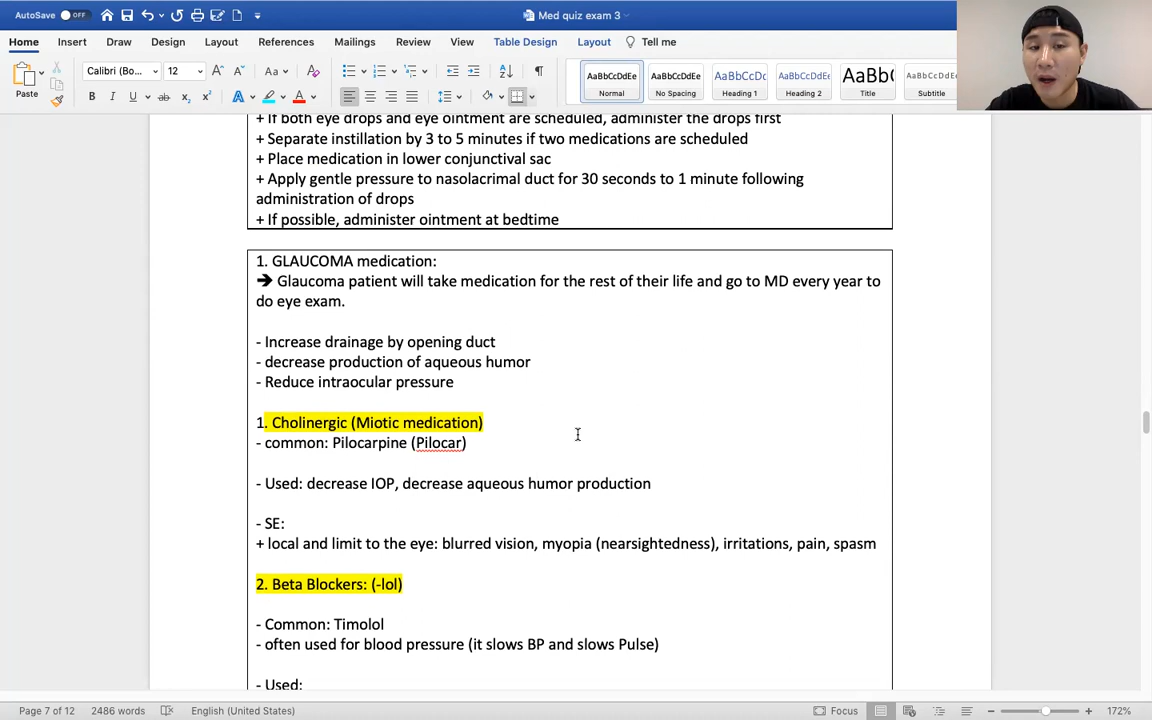 AutoSave OFF
Med quiz exam 3
Home Insert Draw Design Layout References Mailings Review View Table Design Layout Tell me
Paste
Calibri (Bo... 12
AaBbCcDdEe AaBbCcDdEe AaBbCcDc AaBbCcDdEe AaBb( AaBbCcDdEe
Normal No Spacing Heading 1 Heading 2 Title Subtitle
+ If both eye drops and eye ointment are scheduled, administer the drops first
+ Separate instillation by 3 to 5 minutes if two medications are scheduled
+ Place medication in lower conjunctival sac
+ Apply gentle pressure to nasolacrimal duct for 30 seconds to 1 minute following
administration of drops
+ If possible, administer ointment at bedtime
1. GLAUCOMA medication:
➔ Glaucoma patient will take medication for the rest of their life and go to MD every year to
do eye exam.
- Increase drainage by opening duct
- decrease production of aqueous humor
- Reduce intraocular pressure
1. Cholinergic (Miotic medication)
- common: Pilocarpine (Pilocar)
- Used: decrease IOP, decrease aqueous humor production
- SE:
+ local and limit to the eye: blurred vision, myopia (nearsightedness), irritations, pain, spasm
2. Beta Blockers: (-lol)
- Common: Timolol
- often used for blood pressure (it slows BP and slows Pulse)
- Used:
Page 7 of 12 2486 words English (United States) Focus 172%